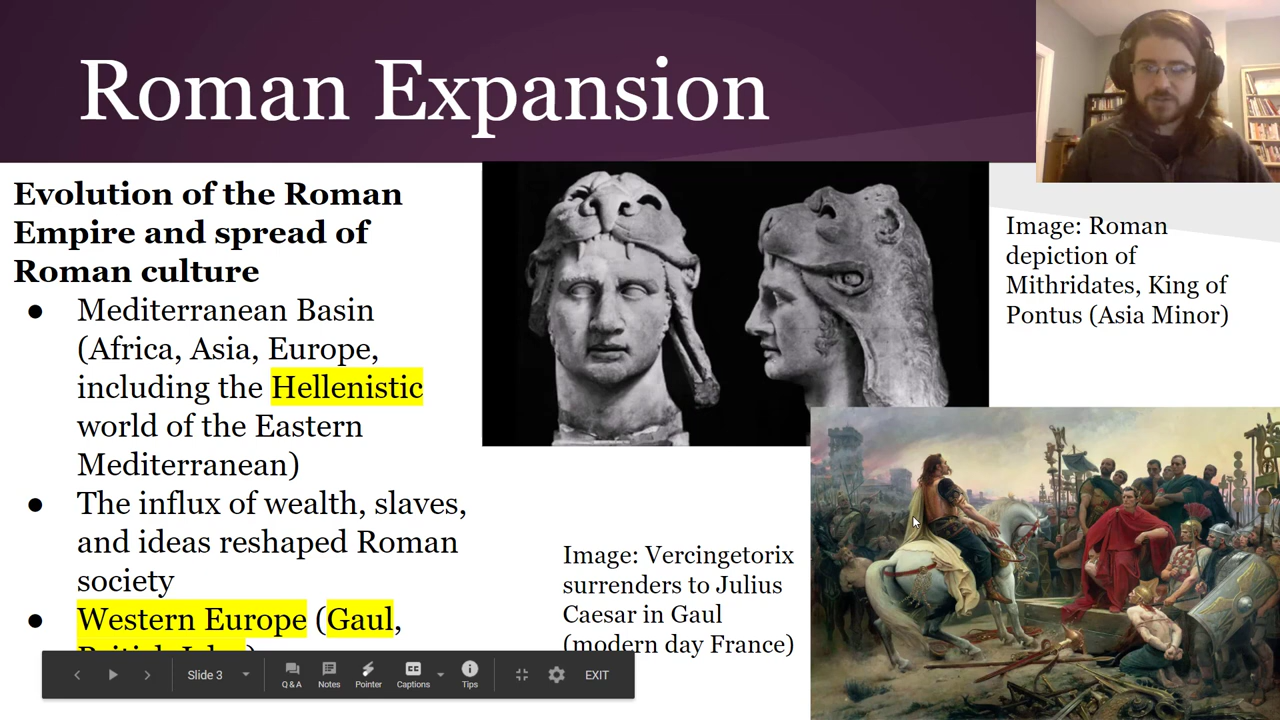 Roman Expansion
Evolution of the Roman
Empire and spread of
Roman culture
● Mediterranean Basin
(Africa, Asia, Europe,
including the Hellenistic
world of the Eastern
Mediterranean)
● The influx of wealth, slaves,
and ideas reshaped Roman
society
● Western Europe (Gaul,
Image: Roman
depiction of
Mithridates, King of
Pontus (Asia Minor)
Image: Vercingetorix
surrenders to Julius
Caesar in Gaul
(modern day France)
Slide 3
Q & A
Notes
Pointer
CC
Captions
Tips
EXIT